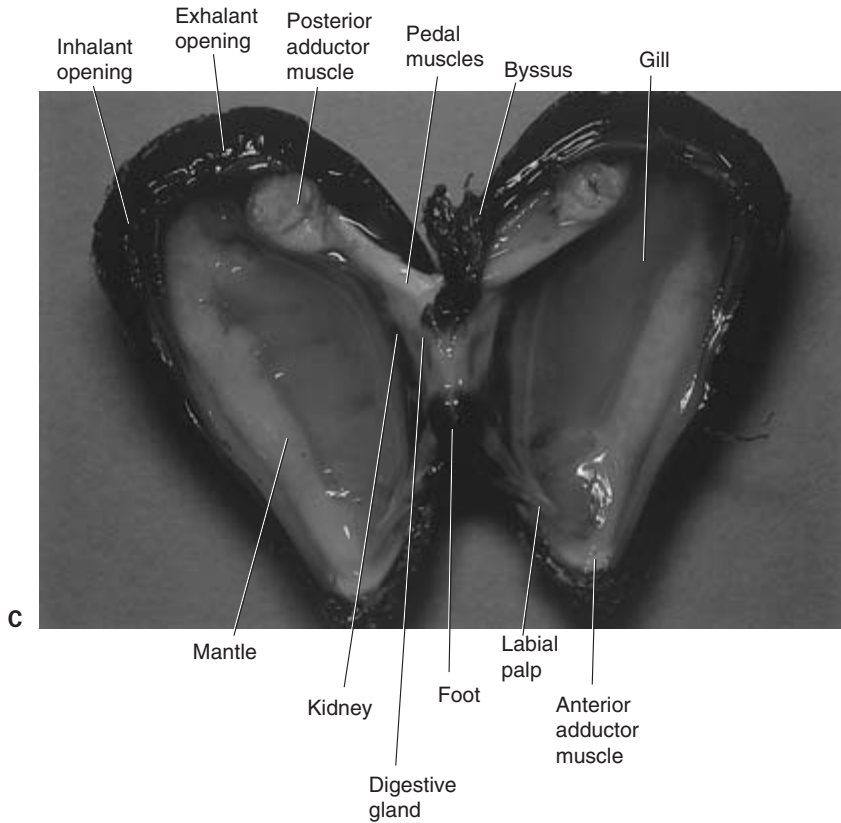 Inhalant
opening
Exhalant
opening
Posterior
adductor
muscle
Pedal
muscles
Byssus
Gill
C
Mantle
Kidney
Digestive
gland
Foot
Labial
palp
Anterior
adductor
muscle